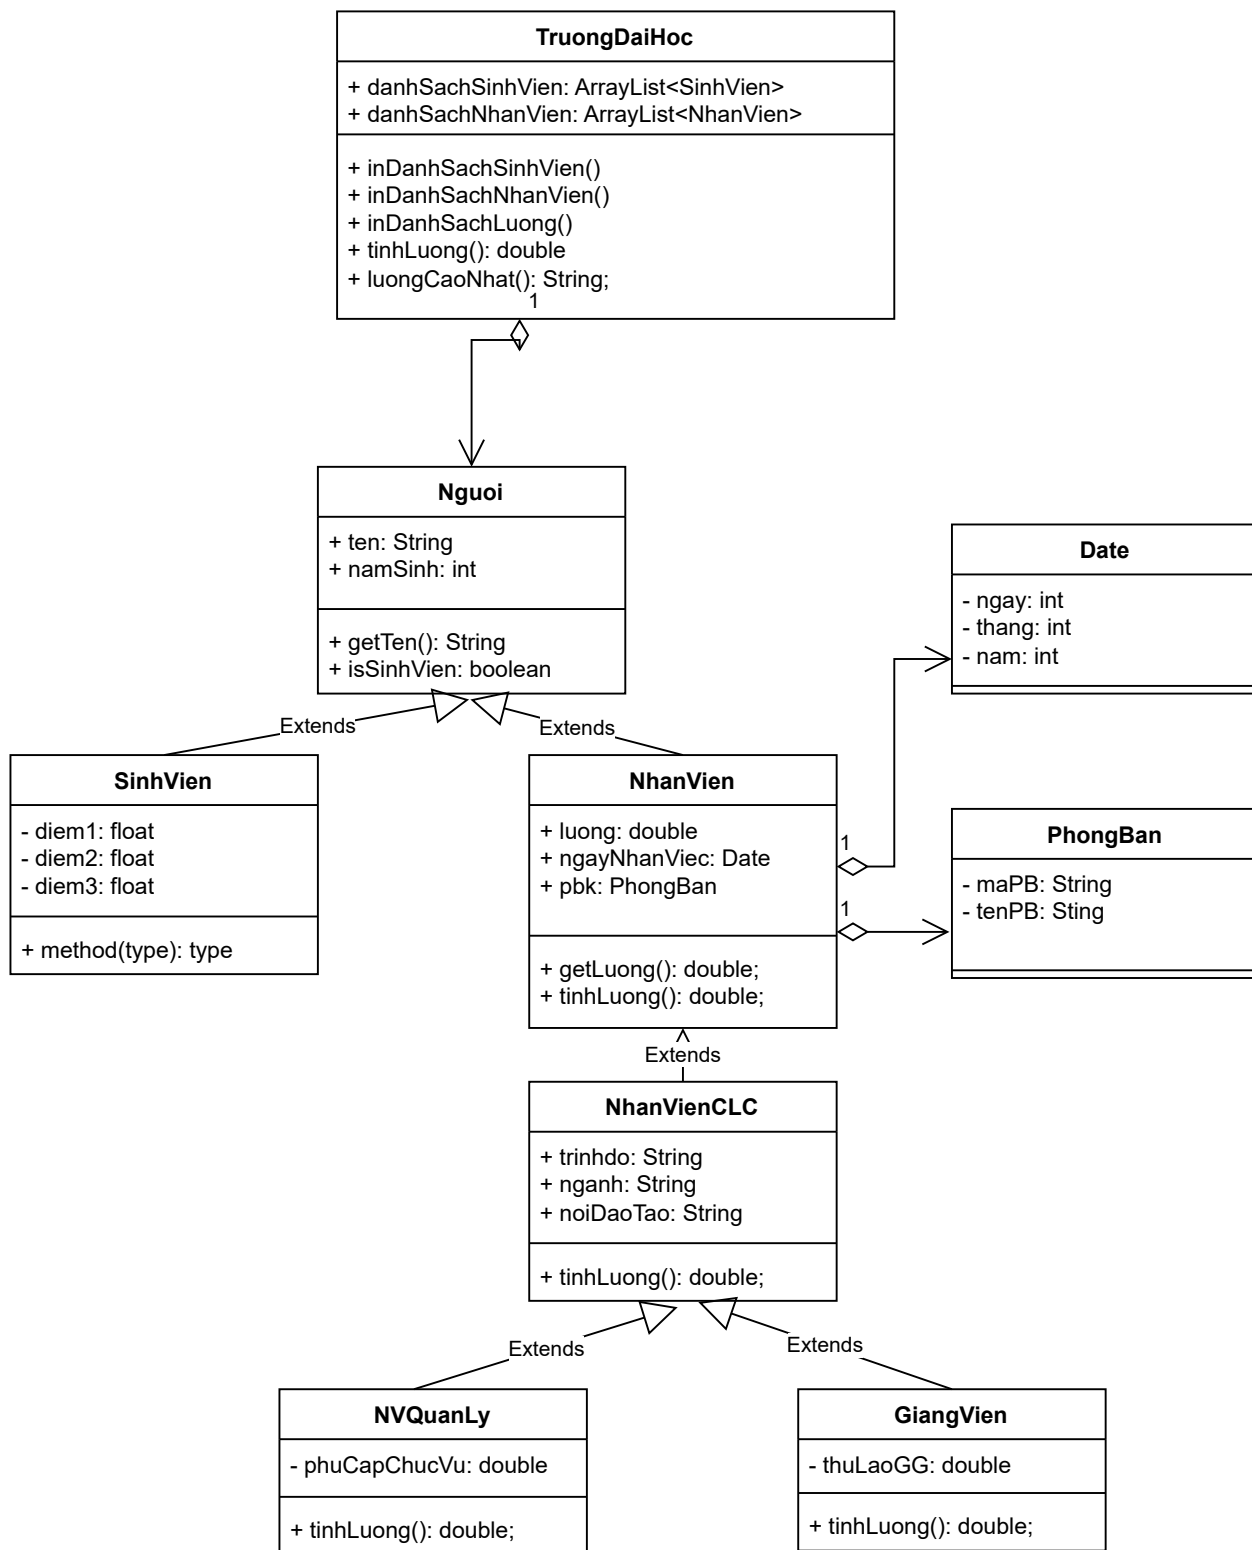 TruongDaiHoc
+ danhSachSinhVien: ArrayList<SinhVien>
+ danhSachNhanVien: ArrayList<NhanVien>
+ inDanhSachSinhVien()
+ inDanhSachNhanVien()
+ inDanhSachLuong()
+ tinhLuong(): double
+ luongCaoNhat(): String;
1
Nguoi
+ ten: String
+ namSinh: int
+ getTen(): String
+ isSinhVien: boolean
Date
- ngay: int
- thang: int
- nam: int
Extends
Extends
SinhVien
- diem1: float
- diem2: float
- diem3: float
+ method(type): type
NhanVien
+ luong: double
+ ngayNhanViec: Date
+ pbk: PhongBan
+ getLuong(): double;
+ tinhLuong(): double;
1
1
PhongBan
- maPB: String
- tenPB: Sting
Extends
NhanVienCLC
+ trinhdo: String
+ nganh: String
+ noiDaoTao: String
+ tinhLuong(): double;
Extends
Extends
NVQuanLy
- phuCapChucVu: double
+ tinhLuong(): double;
GiangVien
- thuLaoGG: double
+ tinhLuong(): double;